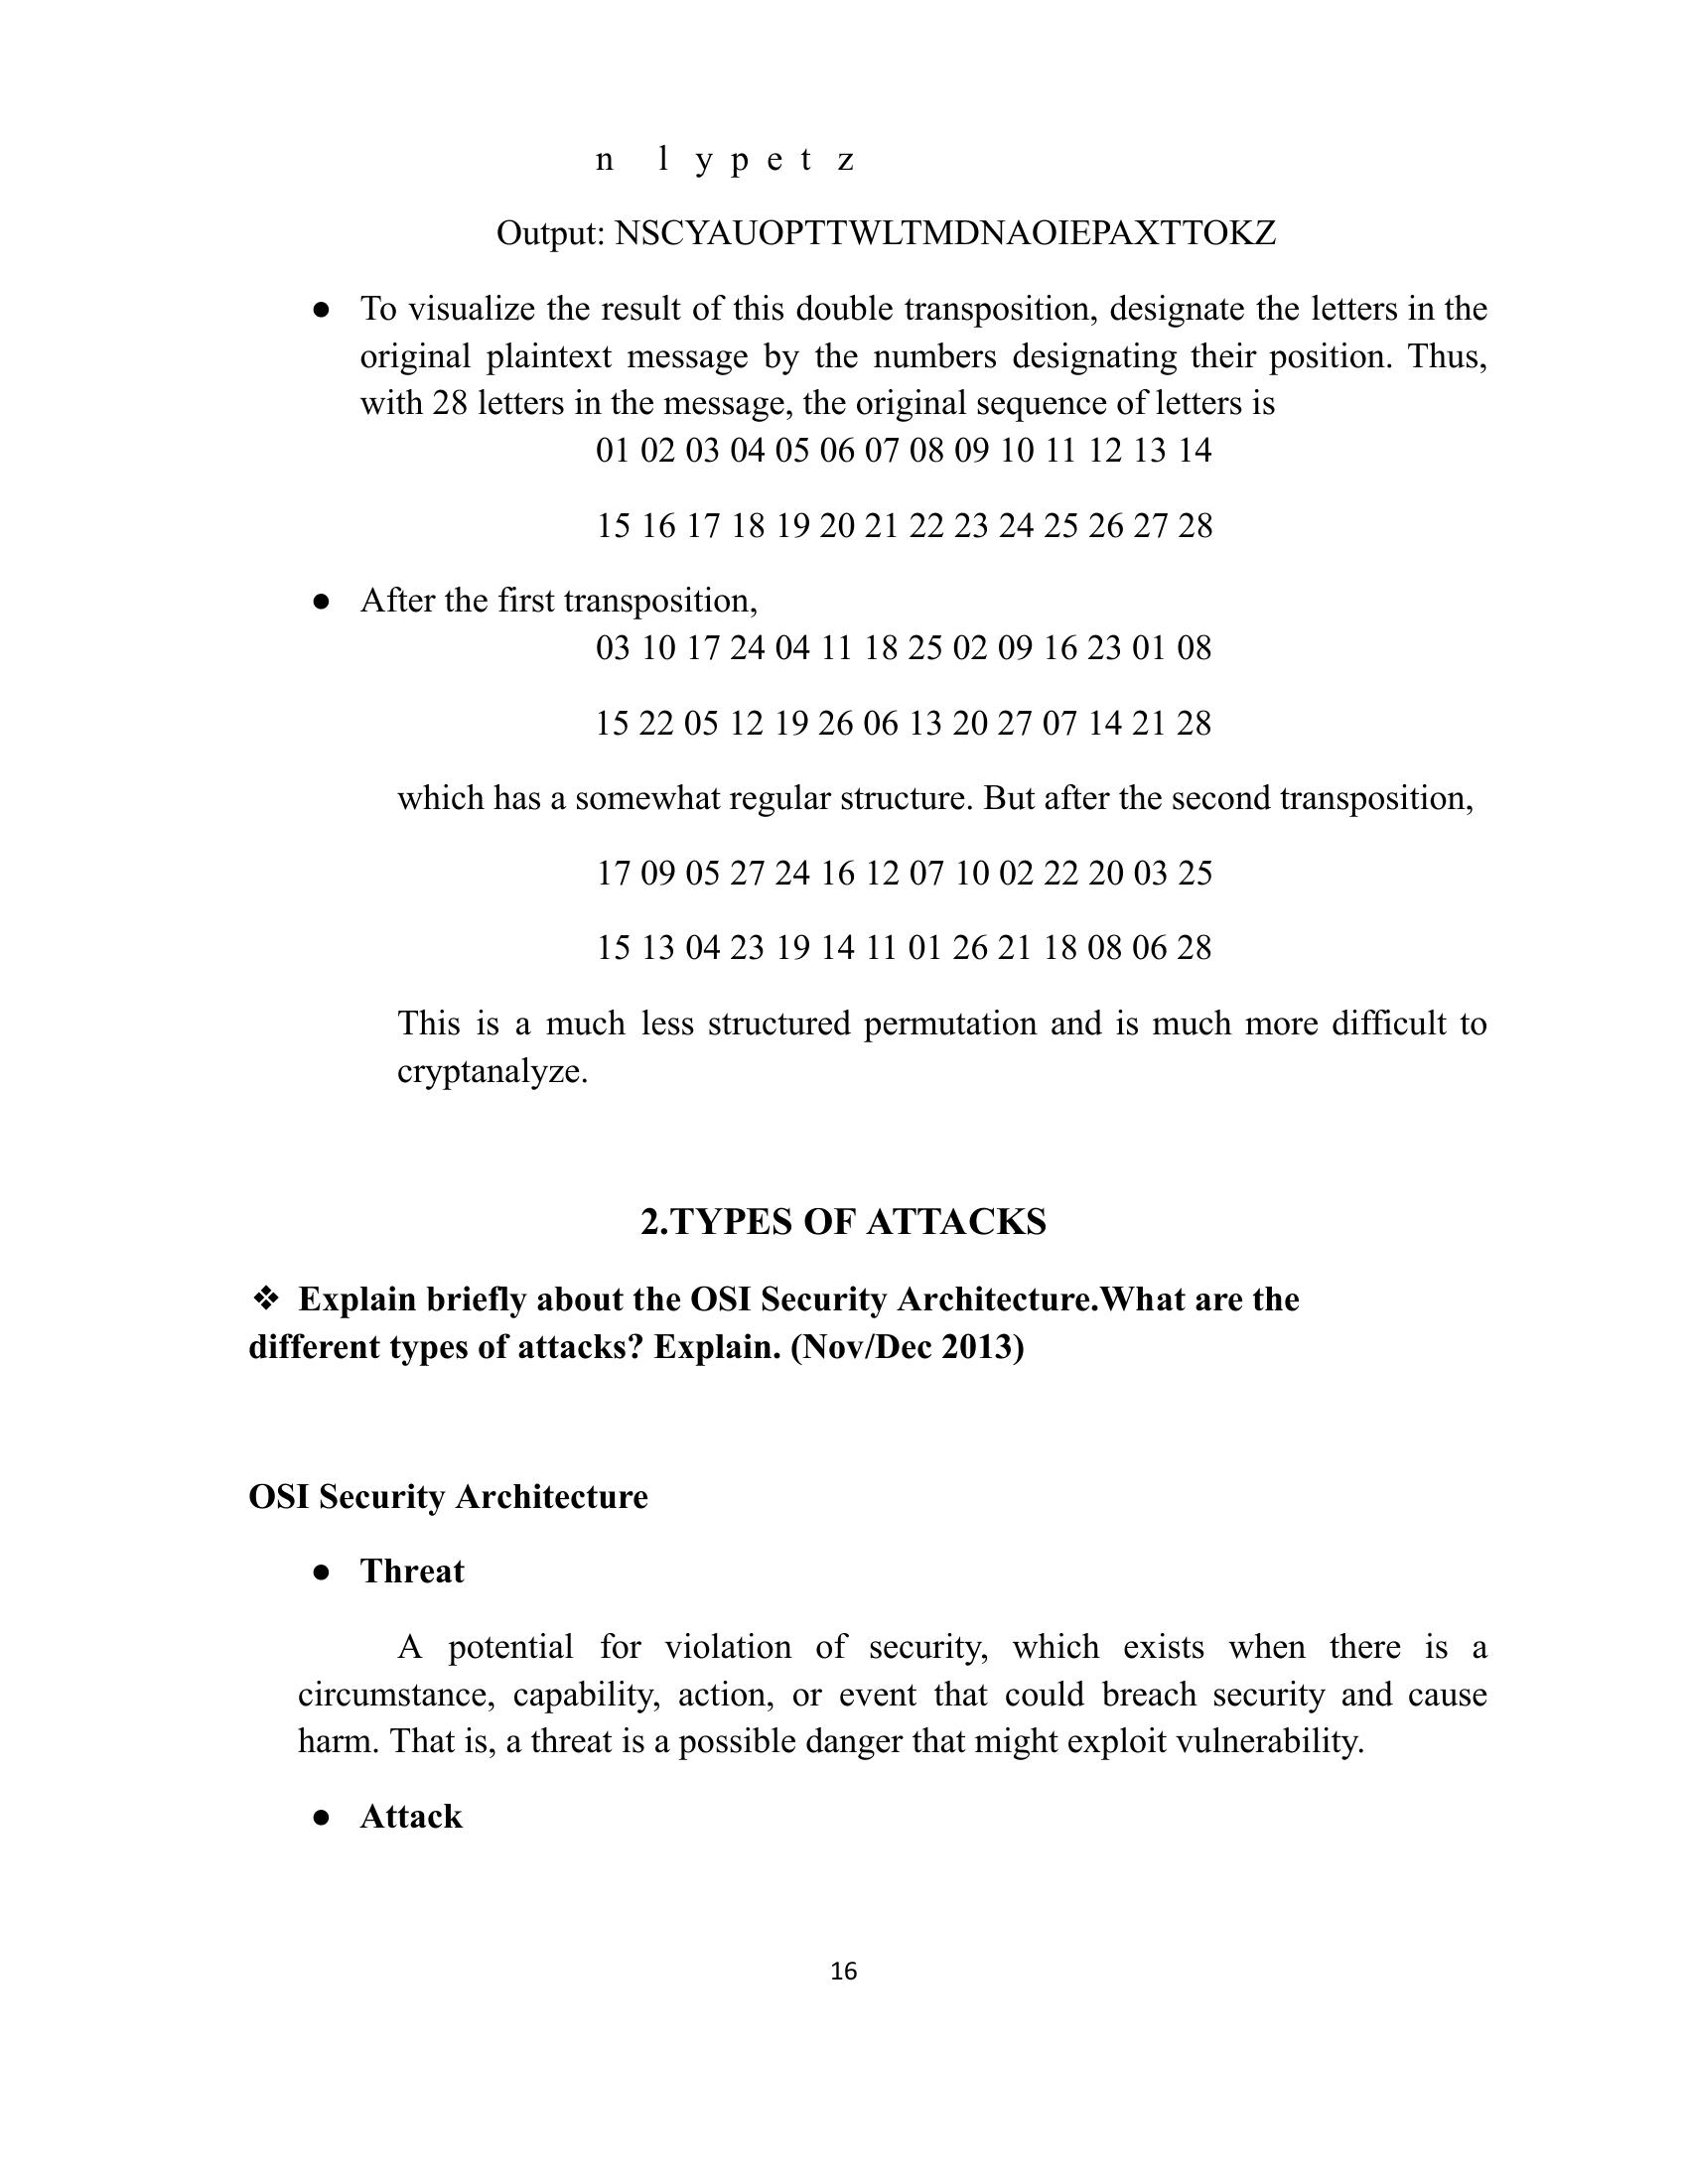 n l y p e t z
Output: NSCYAUOPTTWLTMDNAOIEPAXTTOKZ
● To visualize the result of this double transposition, designate the letters in the
original plaintext message by the numbers designating their position. Thus,
with 28 letters in the message, the original sequence of letters is
01 02 03 04 05 06 07 08 09 10 11 12 13 14
15 16 17 18 19 20 21 22 23 24 25 26 27 28
● After the first transposition,
03 10 17 24 04 11 18 25 02 09 16 23 01 08
15 22 05 12 19 26 06 13 20 27 07 14 21 28
which has a somewhat regular structure. But after the second transposition,
17 09 05 27 24 16 12 07 10 02 22 20 03 25
15 13 04 23 19 14 11 01 26 21 18 08 06 28
This is a much less structured permutation and is much more difficult to
cryptanalyze.
2.TYPES OF ATTACKS
❖ Explain briefly about the OSI Security Architecture.What are the
different types of attacks? Explain. (Nov/Dec 2013)
OSI Security Architecture
● Threat
A potential for violation of security, which exists when there is a
circumstance, capability, action, or event that could breach security and cause
harm. That is, a threat is a possible danger that might exploit vulnerability.
● Attack
16